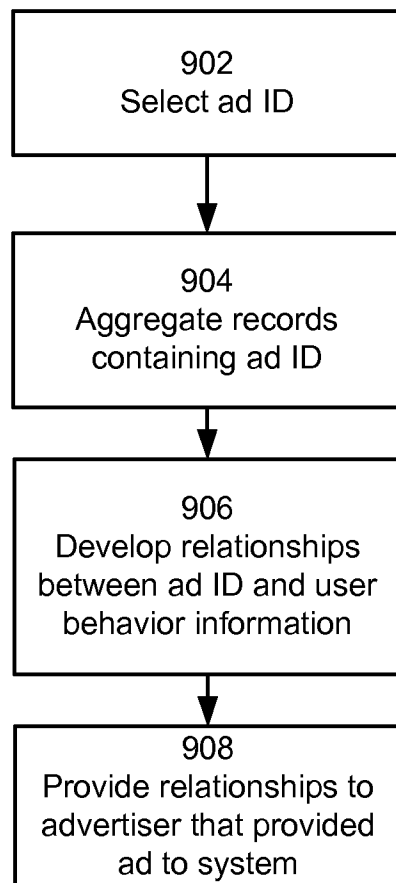 902
Select ad ID
904
Aggregate records
containing ad ID
906
Develop relationships
between ad ID and user
behavior information
908
Provide relationships to
advertiser that provided
ad to system